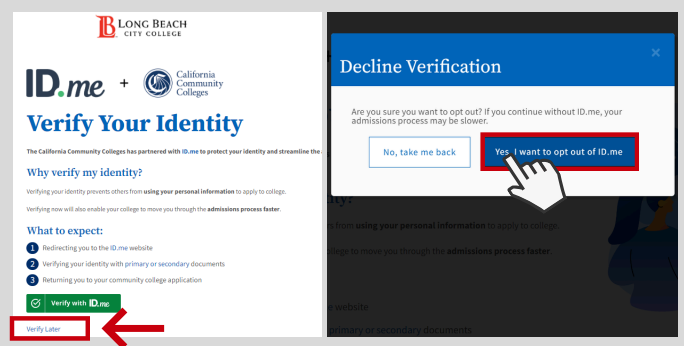 LONG BEACH
CITY COLLEGE
ID.me + California
Community
Colleges
Verify Your Identity
The California Community Colleges has partnered with ID.me to protect your identity and streamline the
Why verify my identity?
Verifying your identity prevents others from using your personal information to apply to college.
Verifying now will also enable your college to move you through the admissions process faster.
What to expect:
1 Redirecting you to the ID.me website
2 Verifying your identity with primary or secondary documents
3 Returning you to your community college application
Verify with ID.me
Verify Later
×
Decline Verification
Are you sure you want to opt out? If you continue without ID.me, your
admissions process may be slower.
No, take me back
Yes I want to opt out of ID.me
ity?
rs from using your personal information to apply to college.
llege to move you through the admissions process faster.
e website
primary or secondary documents